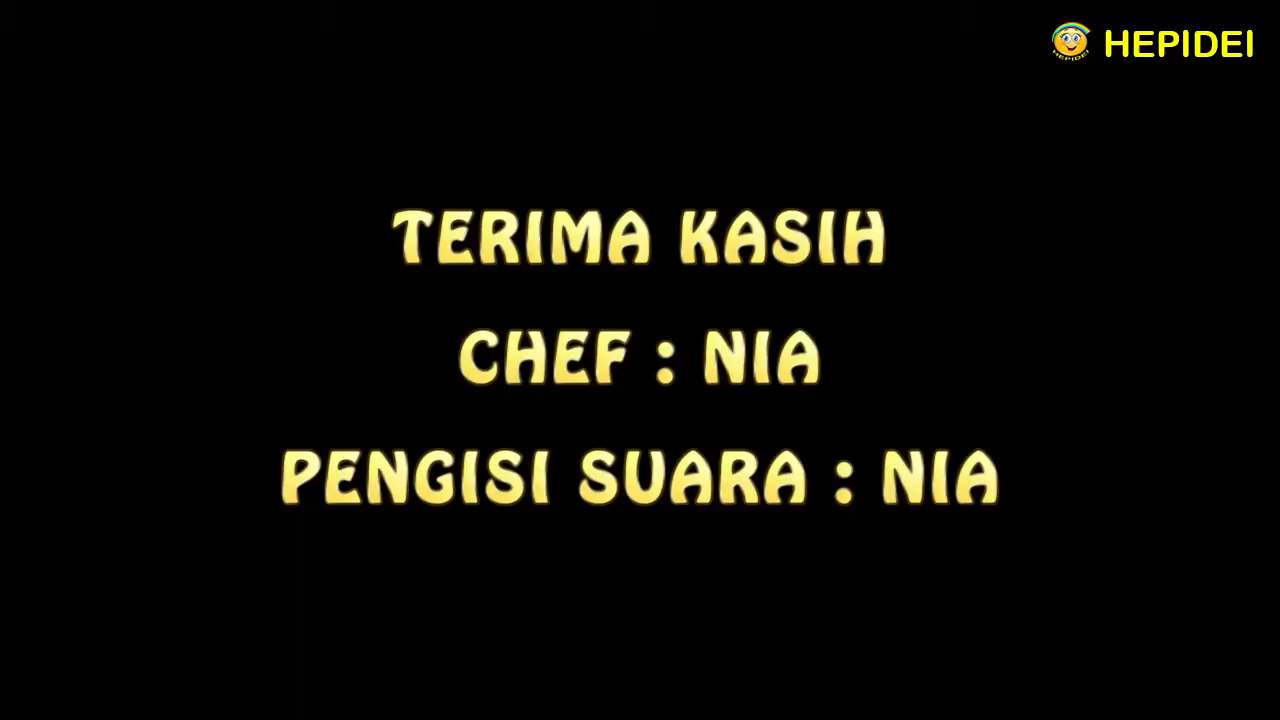 HEPIDEI
TERIMA KASIH
CHEF : NIA
PENGISI SUARA : NIA